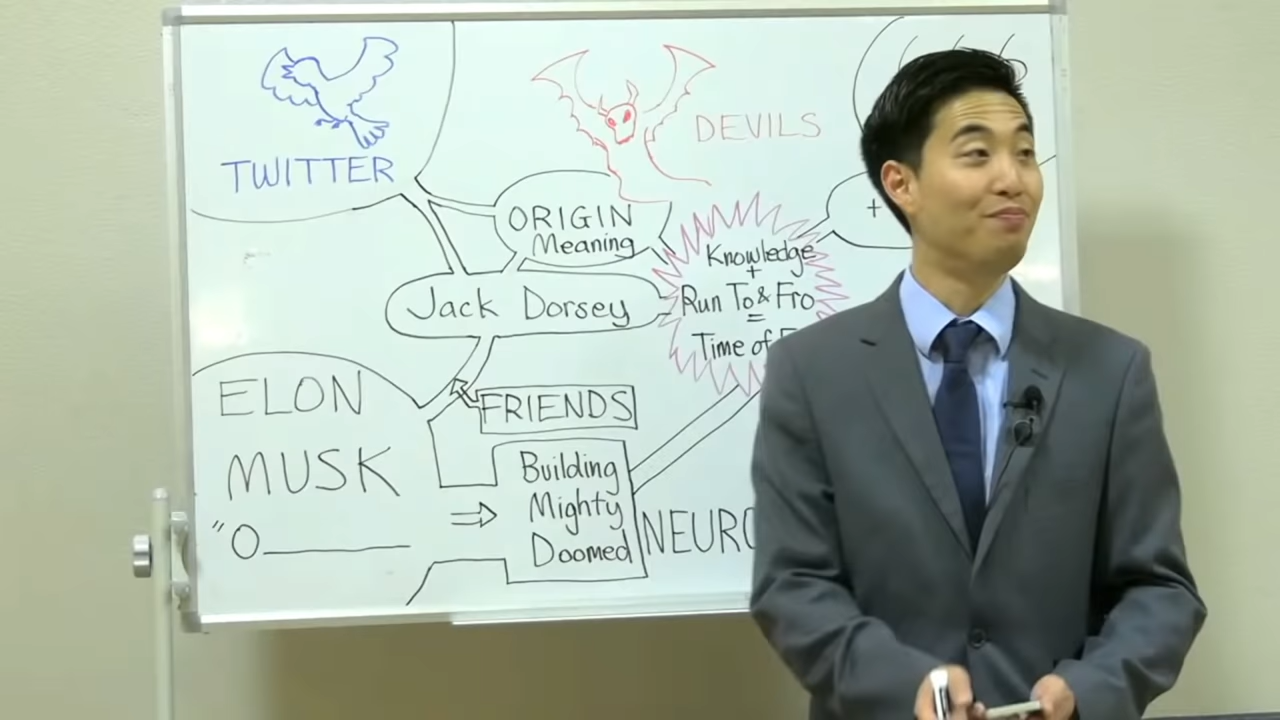 TWITTER
DEVILS
ORIGIN
Meaning
+
Knowledge
+
Run To & Fro
=
Time of
Jack Dorsey
ELON
MUSK
"O
FRIENDS
Building
Mighty
Doomed
NEURO